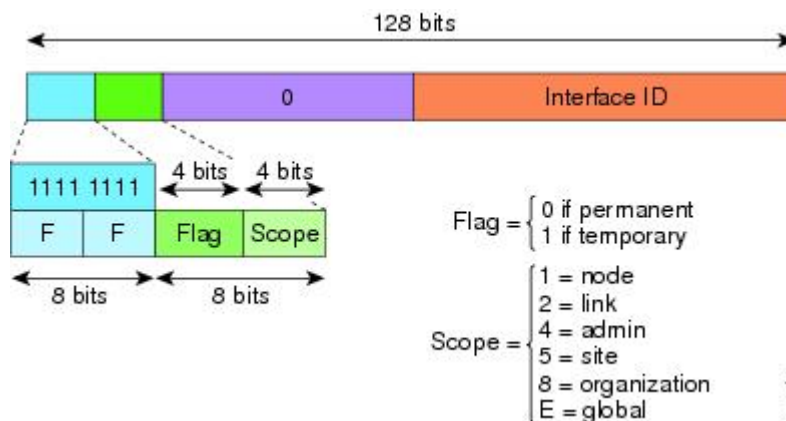 128 bits
0 Interface ID
4 bits 4 bits
1111 1111
F F Flag Scope
8 bits 8 bits
Flag = 0 if permanent
1 if temporary
Scope = 1 = node
2 = link
4 = admin
5 = site
8 = organization
E = global